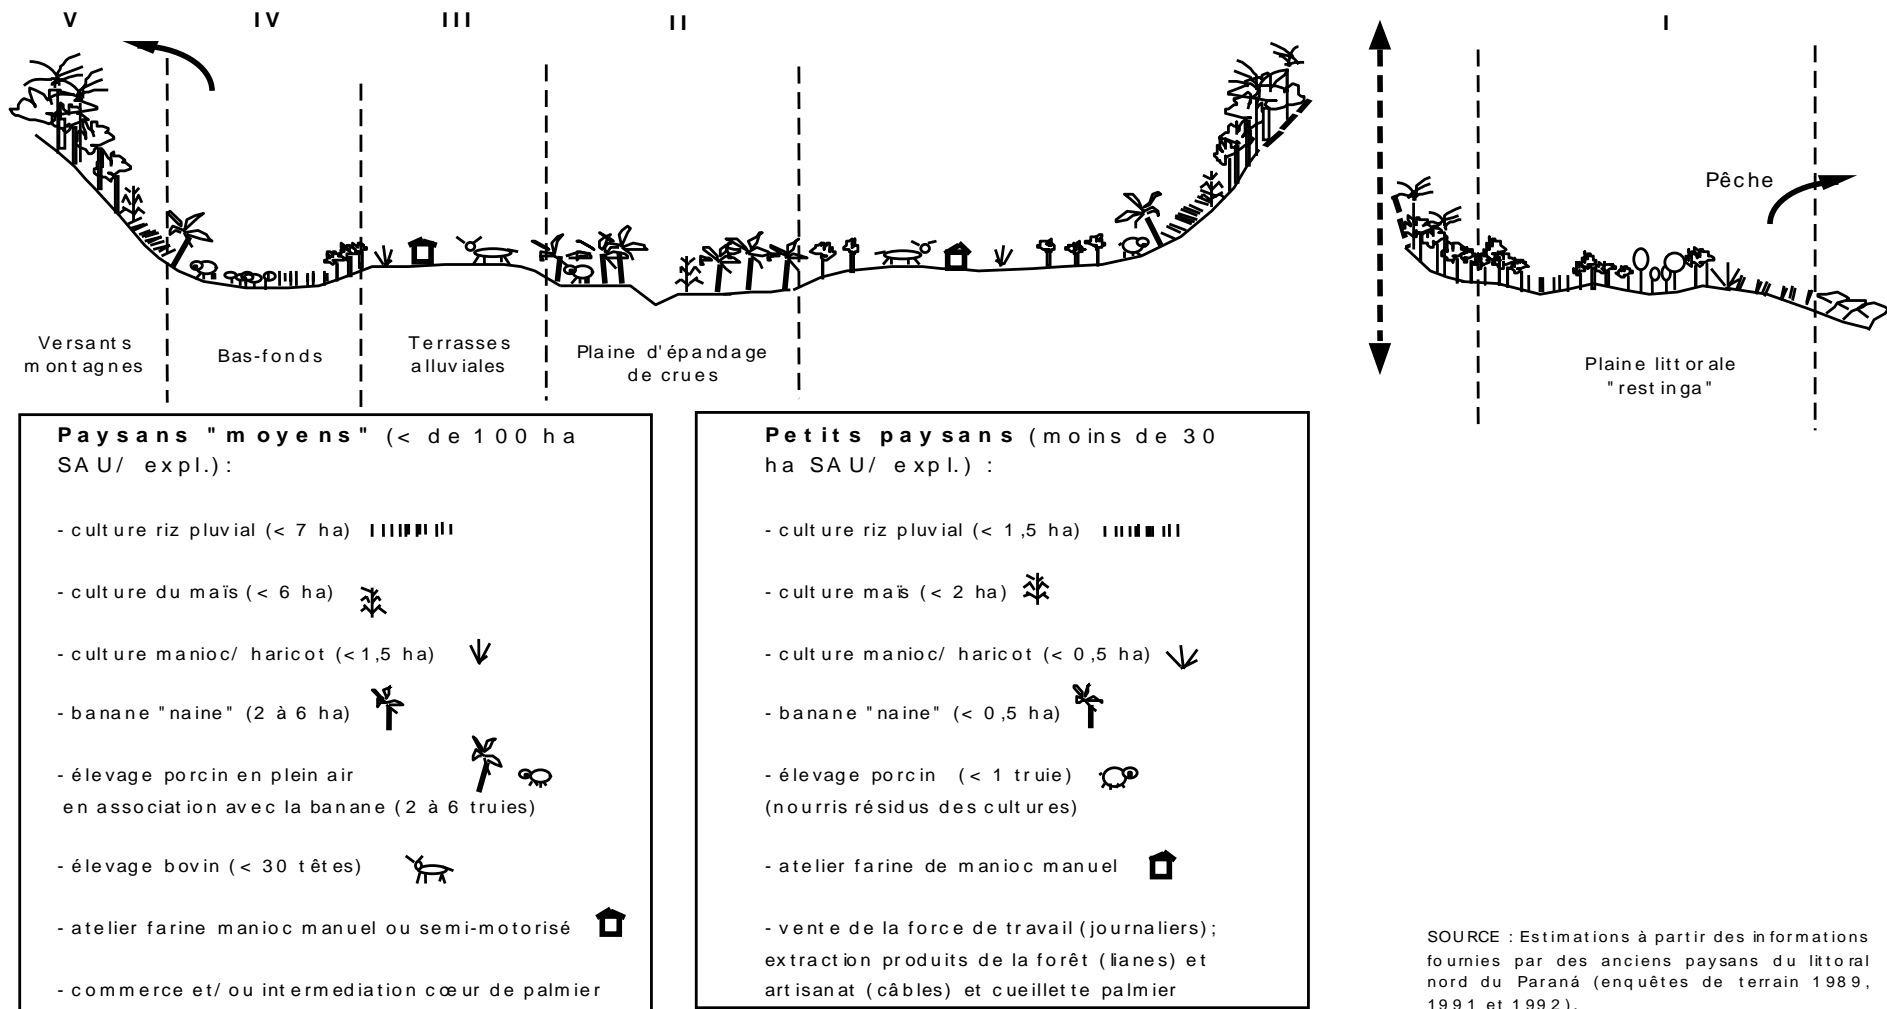 V IV III II I
Pêche
Versants
montagnes
Bas-fonds
Terrasses
alluviales
Plaine d'épandage
de crues
Plaine littorale
"restinga"
Paysans "moyens" (< de 100 ha
SAU/ expl.) :
- culture riz pluvial (< 7 ha)
- culture du maïs (< 6 ha)
- culture manioc/ haricot (<1,5 ha)
- banane "naine" (2 à 6 ha)
- élevage porcin en plein air
en association avec la banane (2 à 6 truies)
- élevage bovin (< 30 têtes)
- atelier farine manioc manuel ou semi-motorisé
- commerce et/ ou intermediation cœur de palmier
Petits paysans (moins de 30
ha SAU/ expl.) :
- culture riz pluvial (< 1,5 ha)
- culture maïs (< 2 ha)
- culture manioc/ haricot (< 0,5 ha)
- banane "naine" (< 0,5 ha)
- élevage porcin (< 1 truie)
(nourris résidus des cultures)
- atelier farine de manioc manuel
- vente de la force de travail (journaliers) ;
extraction produits de la forêt (lianes) et
artisanat (câbles) et cueillette palmier
SOURCE : Estimations à partir des informations
fournies par des anciens paysans du littoral
nord du Paraná (enquêtes de terrain 1989,
1991 et 1992).